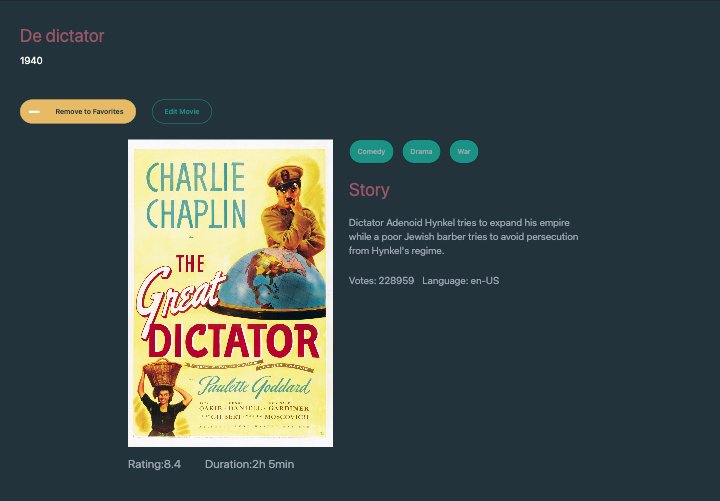 De dictator
1940
Remove to Favorites
Edit Movie
CHARLIE
CHAPLIN
THE
Great
DICTATOR
Paulette Goddard
OAKIE · DANIELL · GARDINER
GILBERT MOSCOVICH
Comedy
Drama
War
Story
Dictator Adenoid Hynkel tries to expand his empire
while a poor Jewish barber tries to avoid persecution
from Hynkel's regime.
Votes: 228959 Language: en-US
Rating:8.4 Duration:2h 5min